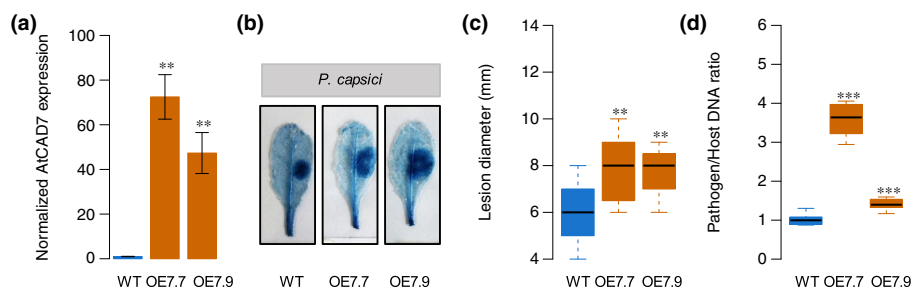 (a)
Normalized AtCAD7 expression
100
80
60
40
20
0
**
**
WT OE7.7 OE7.9
(b)
P. capsici
WT OE7.7 OE7.9
(c)
Lesion diameter (mm)
14
12
10
8
6
4
**
**
WT OE7.7 OE7.9
(d)
Pathogen/Host DNA ratio
6
5
4
3
2
1
0
***
***
WT OE7.7 OE7.9